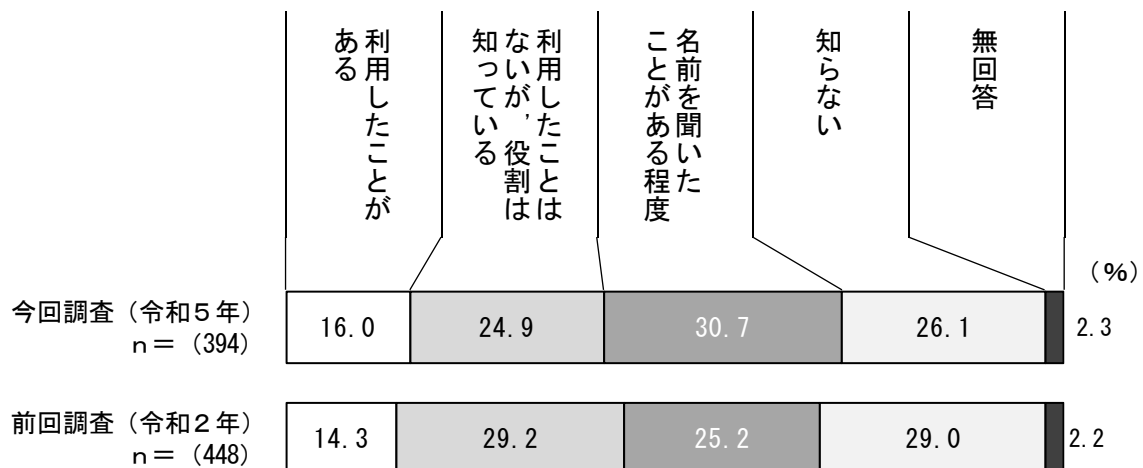 利用したことが
ある
利用したことは
ないが，役割は
知っている
名前を聞いた
ことがある程度
知らない
無回答
（％）
今回調査（令和５年）
ｎ＝（394）
16.0
24.9
30.7
26.1
2.3
前回調査（令和２年）
ｎ＝（448）
14.3
29.2
25.2
29.0
2.2